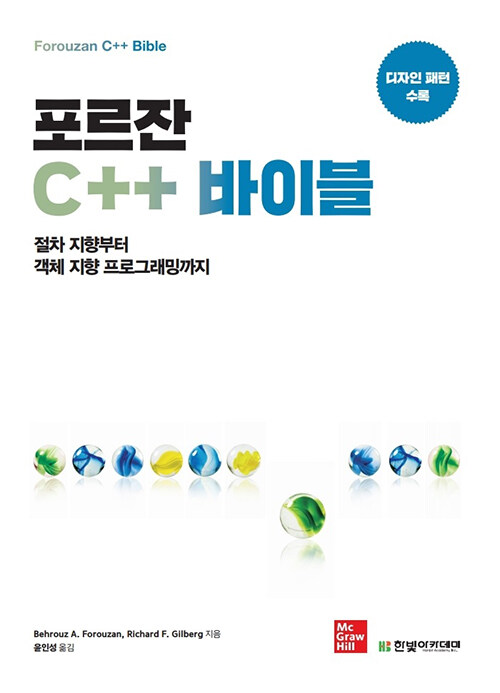 Forouzan C++ Bible
디자인 패턴
수록
포르잔
C++ 바이블
절차 지향부터
객체 지향 프로그래밍까지
Behrouz A. Forouzan, Richard F. Gilberg 지음
윤인성 옮김
Mc
Graw
Hill
HB 한빛아카데미